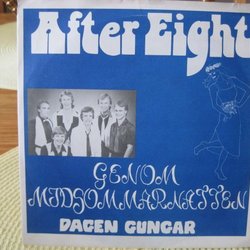 After Eight
GENOM
MIDSOMMARNATTEN
DAGEN GUNGAR